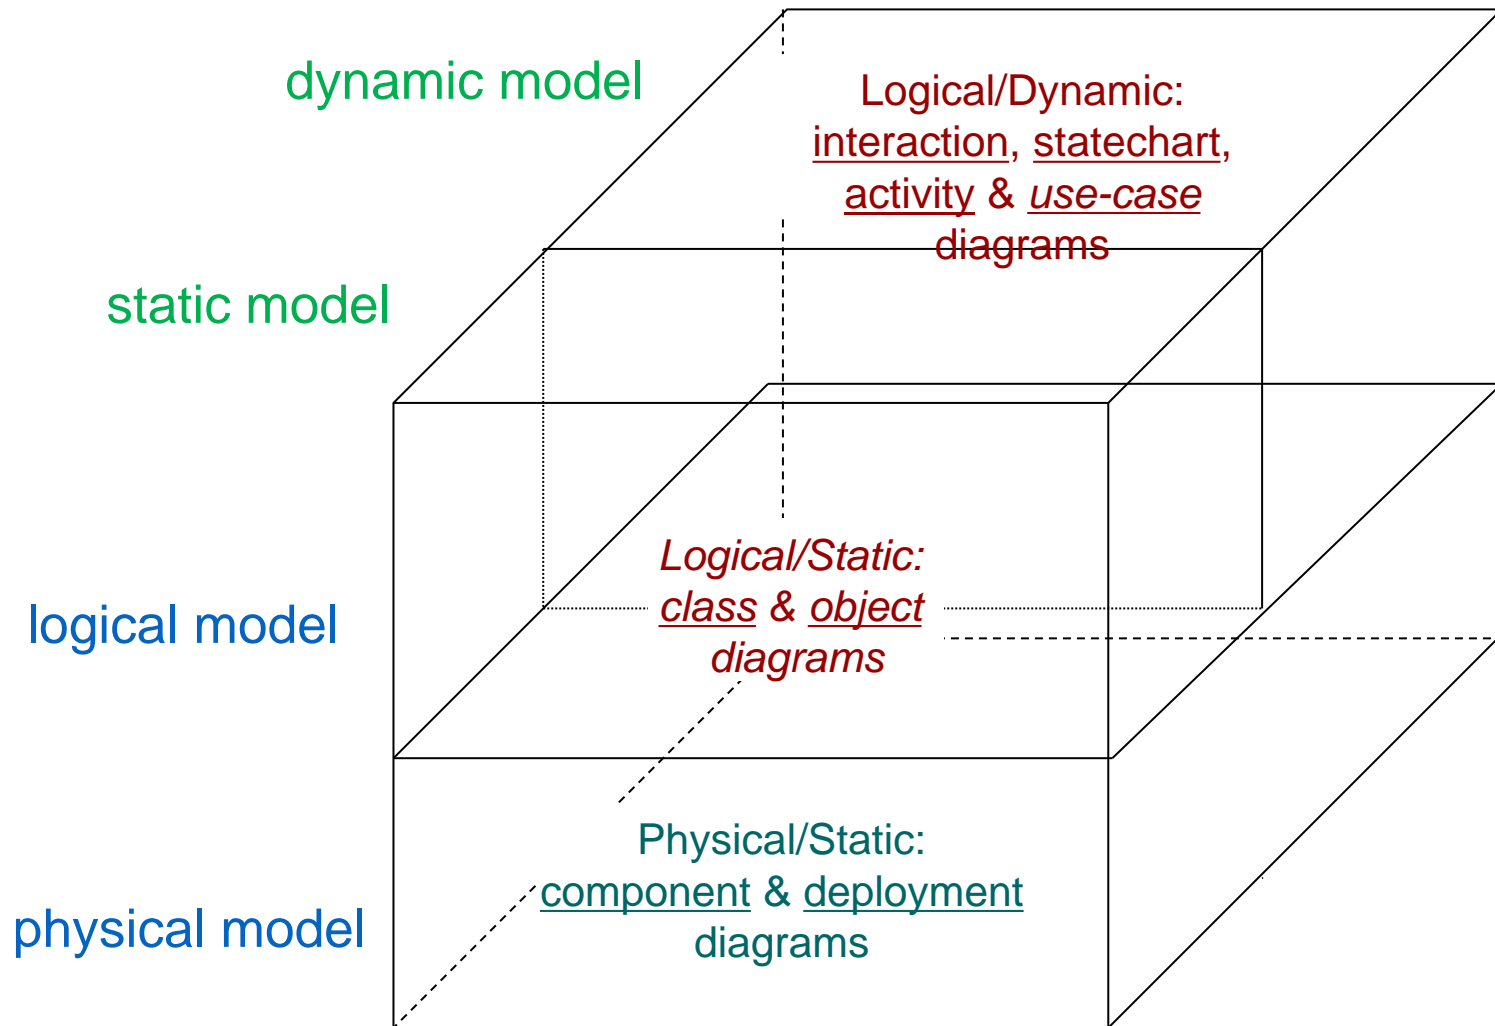 dynamic model
Logical/Dynamic:
interaction, statechart,
activity & use-case
diagrams
static model
Logical/Static:
class & object
diagrams
logical model
Physical/Static:
component & deployment
diagrams
physical model